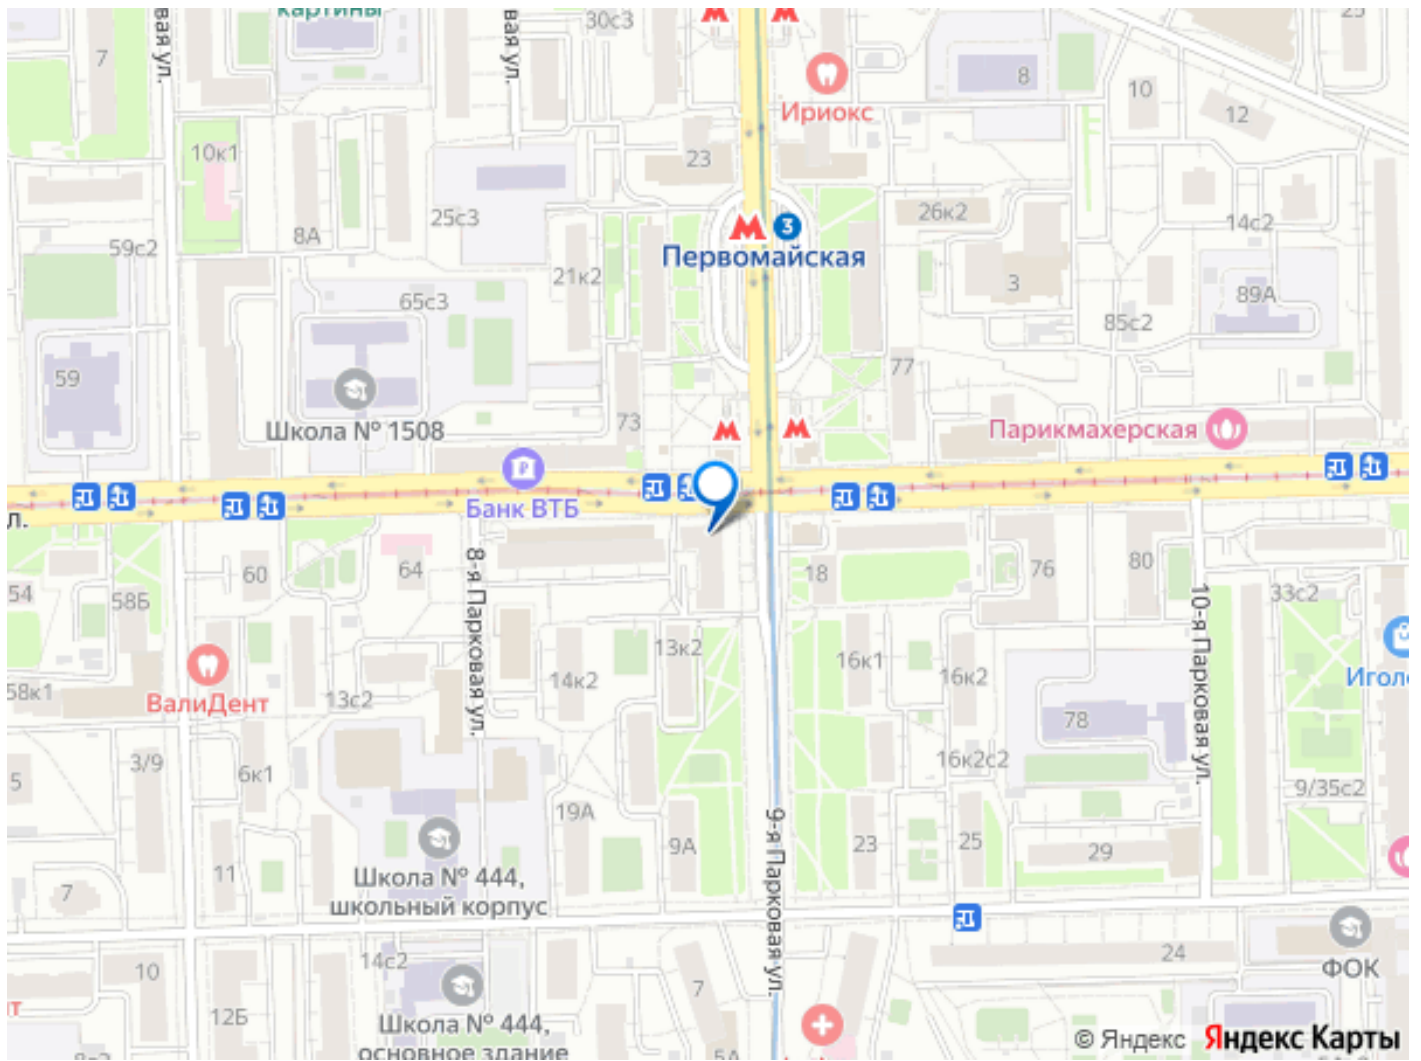 картины
30с3
25
7
вая ул.
вая ул.
8
10
12
Ириокс
23
10к1
25с3
26к2
14с2
8А
59с2
3
Первомайская
21к2
3
65с3
89А
85с2
59
77
73
Школа № 1508
Парикмахерская
Банк ВТБ
л.
8-я Парковая ул.
60
64
18
76
80
54
58Б
33с2
10-я Парковая ул.
13к2
16к1
58к1
ВалиДент
13с2
14к2
16к2
Иголо
78
3/9
6к1
16к2с2
5
9/35с2
19А
9-я Парковая ул.
9А
23
25
29
11
7
Школа № 444,
школьный корпус
10
14с2
24
ФОК
7
12Б
Школа № 444,
основное здание
5А
© Яндекс Яндекс Карты